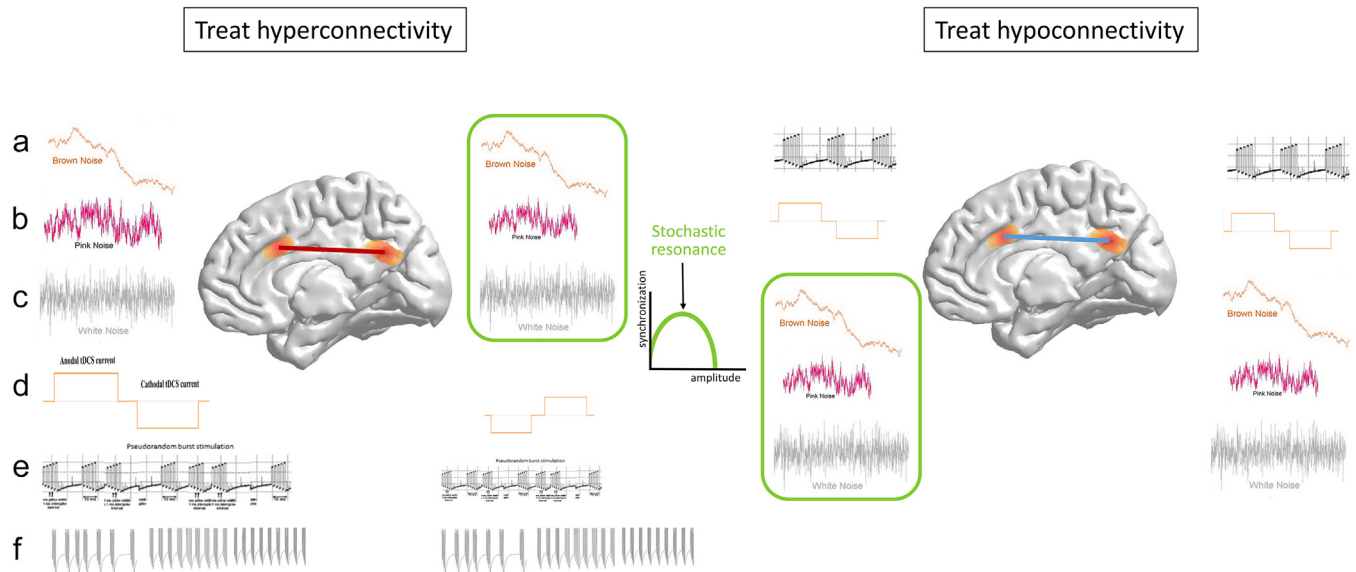 Treat hyperconnectivity
Treat hypoconnectivity
a
Brown Noise
b
Pink Noise
c
White Noise
d
Anodal tDCS current
Cathodal tDCS current
e
Pseudorandom burst stimulation
f
Brown Noise
Pink Noise
White Noise
Pseudorandom burst stimulation
Stochastic
resonance
synchronization
amplitude
Brown Noise
Pink Noise
White Noise
Brown Noise
Pink Noise
White Noise